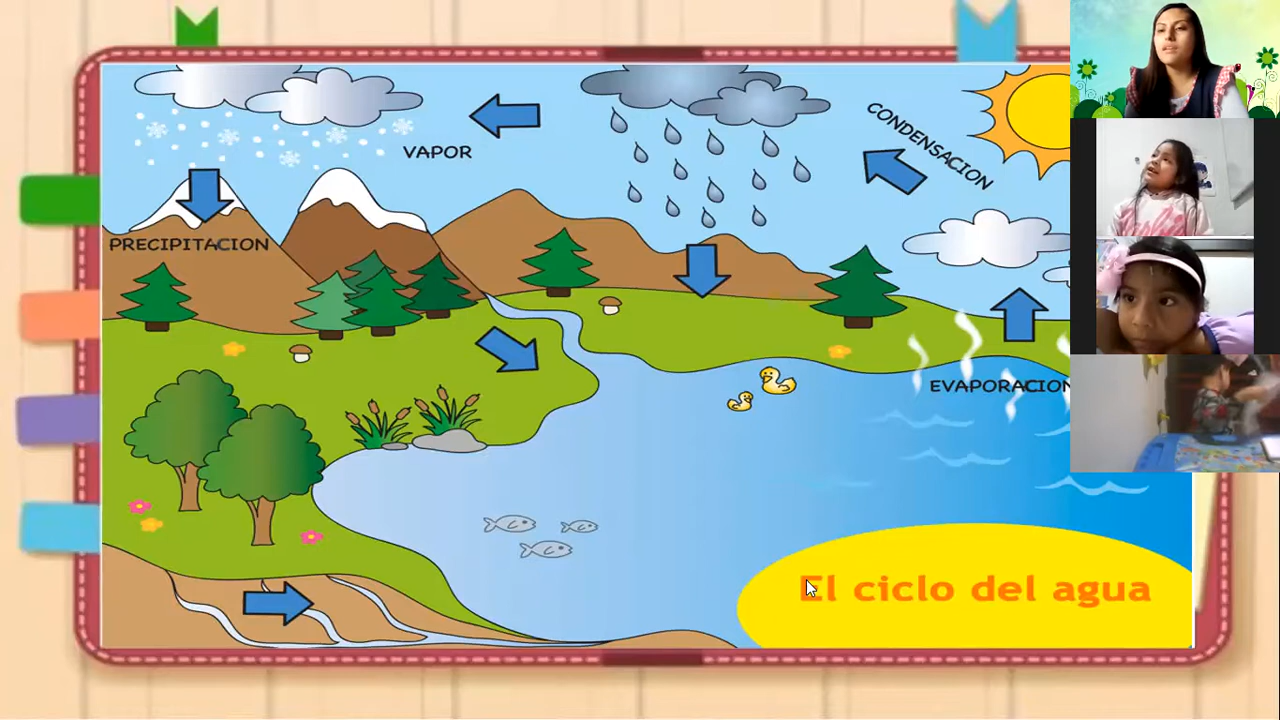 CONDENSACION
VAPOR
PRECIPITACION
EVAPORACION
El ciclo del agua